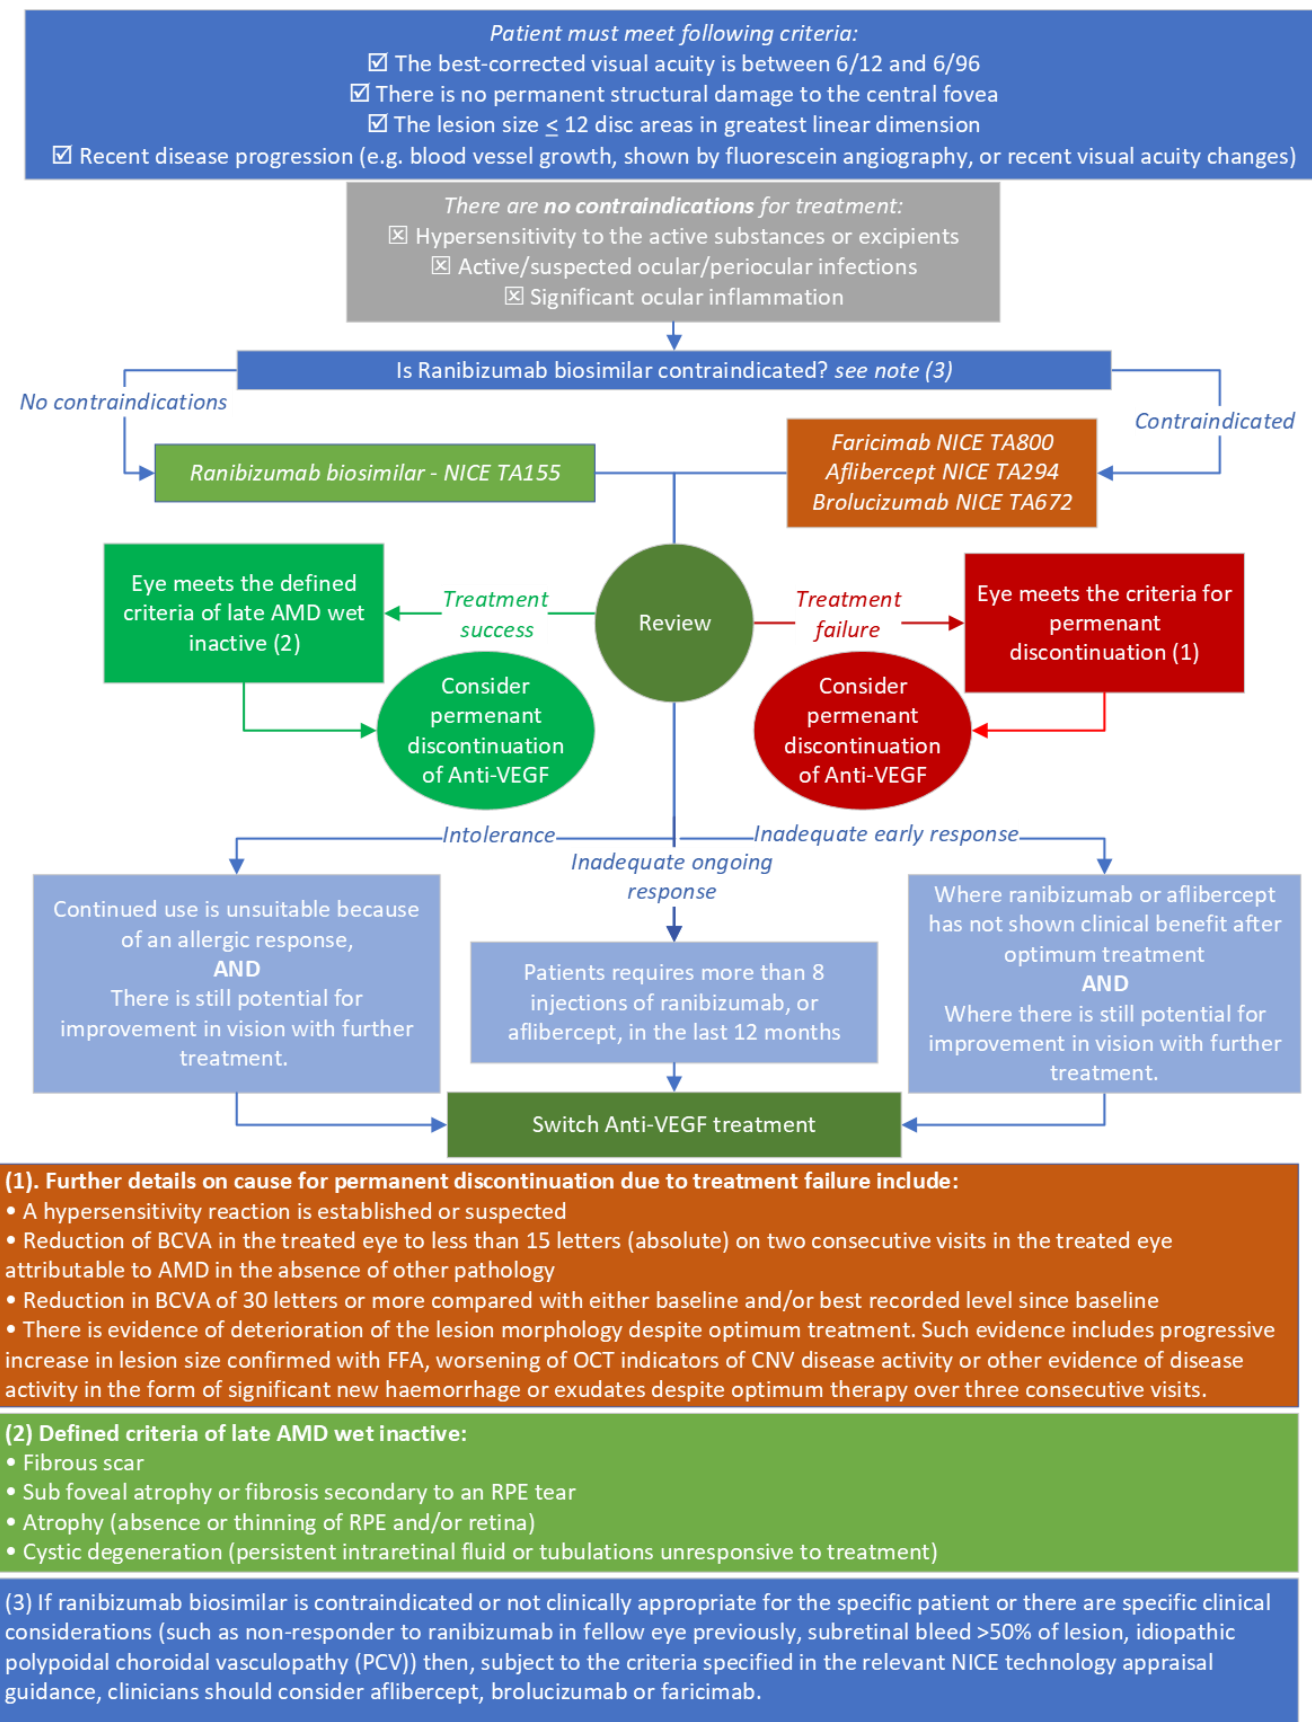 Patient must meet following criteria:
☑ The best-corrected visual acuity is between 6/12 and 6/96
☑ There is no permanent structural damage to the central fovea
☑ The lesion size ≤ 12 disc areas in greatest linear dimension
☑ Recent disease progression (e.g. blood vessel growth, shown by fluorescein angiography, or recent visual acuity changes)
There are no contraindications for treatment:
☒ Hypersensitivity to the active substances or excipients
☒ Active/suspected ocular/periocular infections
☒ Significant ocular inflammation
Is Ranibizumab biosimilar contraindicated? see note (3)
No contraindications
Contraindicated
Ranibizumab biosimilar - NICE TA155
Faricimab NICE TA800
Aflibercept NICE TA294
Brolucizumab NICE TA672
Eye meets the defined
criteria of late AMD wet
inactive (2)
Treatment
success
Review
Treatment
failure
Eye meets the criteria for
permenant
discontinuation (1)
Consider
permenant
discontinuation
of Anti-VEGF
Consider
permenant
discontinuation
of Anti-VEGF
Intolerance
Inadequate ongoing
response
Inadequate early response
Continued use is unsuitable because
of an allergic response,
AND
There is still potential for
improvement in vision with further
treatment.
Patients requires more than 8
injections of ranibizumab, or
aflibercept, in the last 12 months
Where ranibizumab or aflibercept
has not shown clinical benefit after
optimum treatment
AND
Where there is still potential for
improvement in vision with further
treatment.
Switch Anti-VEGF treatment
(1). Further details on cause for permanent discontinuation due to treatment failure include:
• A hypersensitivity reaction is established or suspected
• Reduction of BCVA in the treated eye to less than 15 letters (absolute) on two consecutive visits in the treated eye
attributable to AMD in the absence of other pathology
• Reduction in BCVA of 30 letters or more compared with either baseline and/or best recorded level since baseline
• There is evidence of deterioration of the lesion morphology despite optimum treatment. Such evidence includes progressive
increase in lesion size confirmed with FFA, worsening of OCT indicators of CNV disease activity or other evidence of disease
activity in the form of significant new haemorrhage or exudates despite optimum therapy over three consecutive visits.
(2) Defined criteria of late AMD wet inactive:
• Fibrous scar
• Sub foveal atrophy or fibrosis secondary to an RPE tear
• Atrophy (absence or thinning of RPE and/or retina)
• Cystic degeneration (persistent intraretinal fluid or tubulations unresponsive to treatment)
(3) If ranibizumab biosimilar is contraindicated or not clinically appropriate for the specific patient or there are specific clinical
considerations (such as non-responder to ranibizumab in fellow eye previously, subretinal bleed >50% of lesion, idiopathic
polypoidal choroidal vasculopathy (PCV)) then, subject to the criteria specified in the relevant NICE technology appraisal
guidance, clinicians should consider aflibercept, brolucizumab or faricimab.